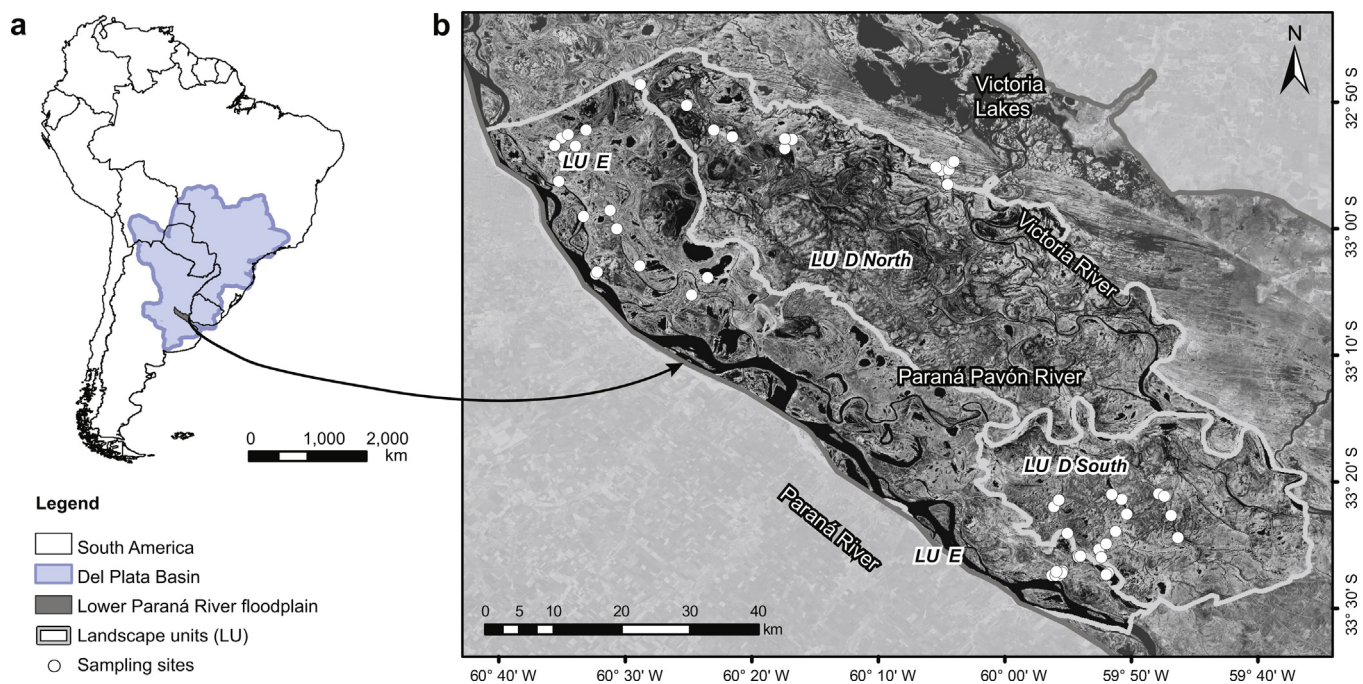 a
0 1,000 2,000
km
Legend
South America
Del Plata Basin
Lower Paraná River floodplain
Landscape units (LU)
Sampling sites
b
N
Victoria
Lakes
LU E
LU D North
Victoria River
Paraná Pavón River
LU D South
Paraná River
LU E
0 5 10 20 30 40
km
32° 50' S
33° 00' S
33° 10' S
33° 20' S
33° 30' S
60° 40' W 60° 30' W 60° 20' W 60° 10' W 60° 00' W 59° 50' W 59° 40' W